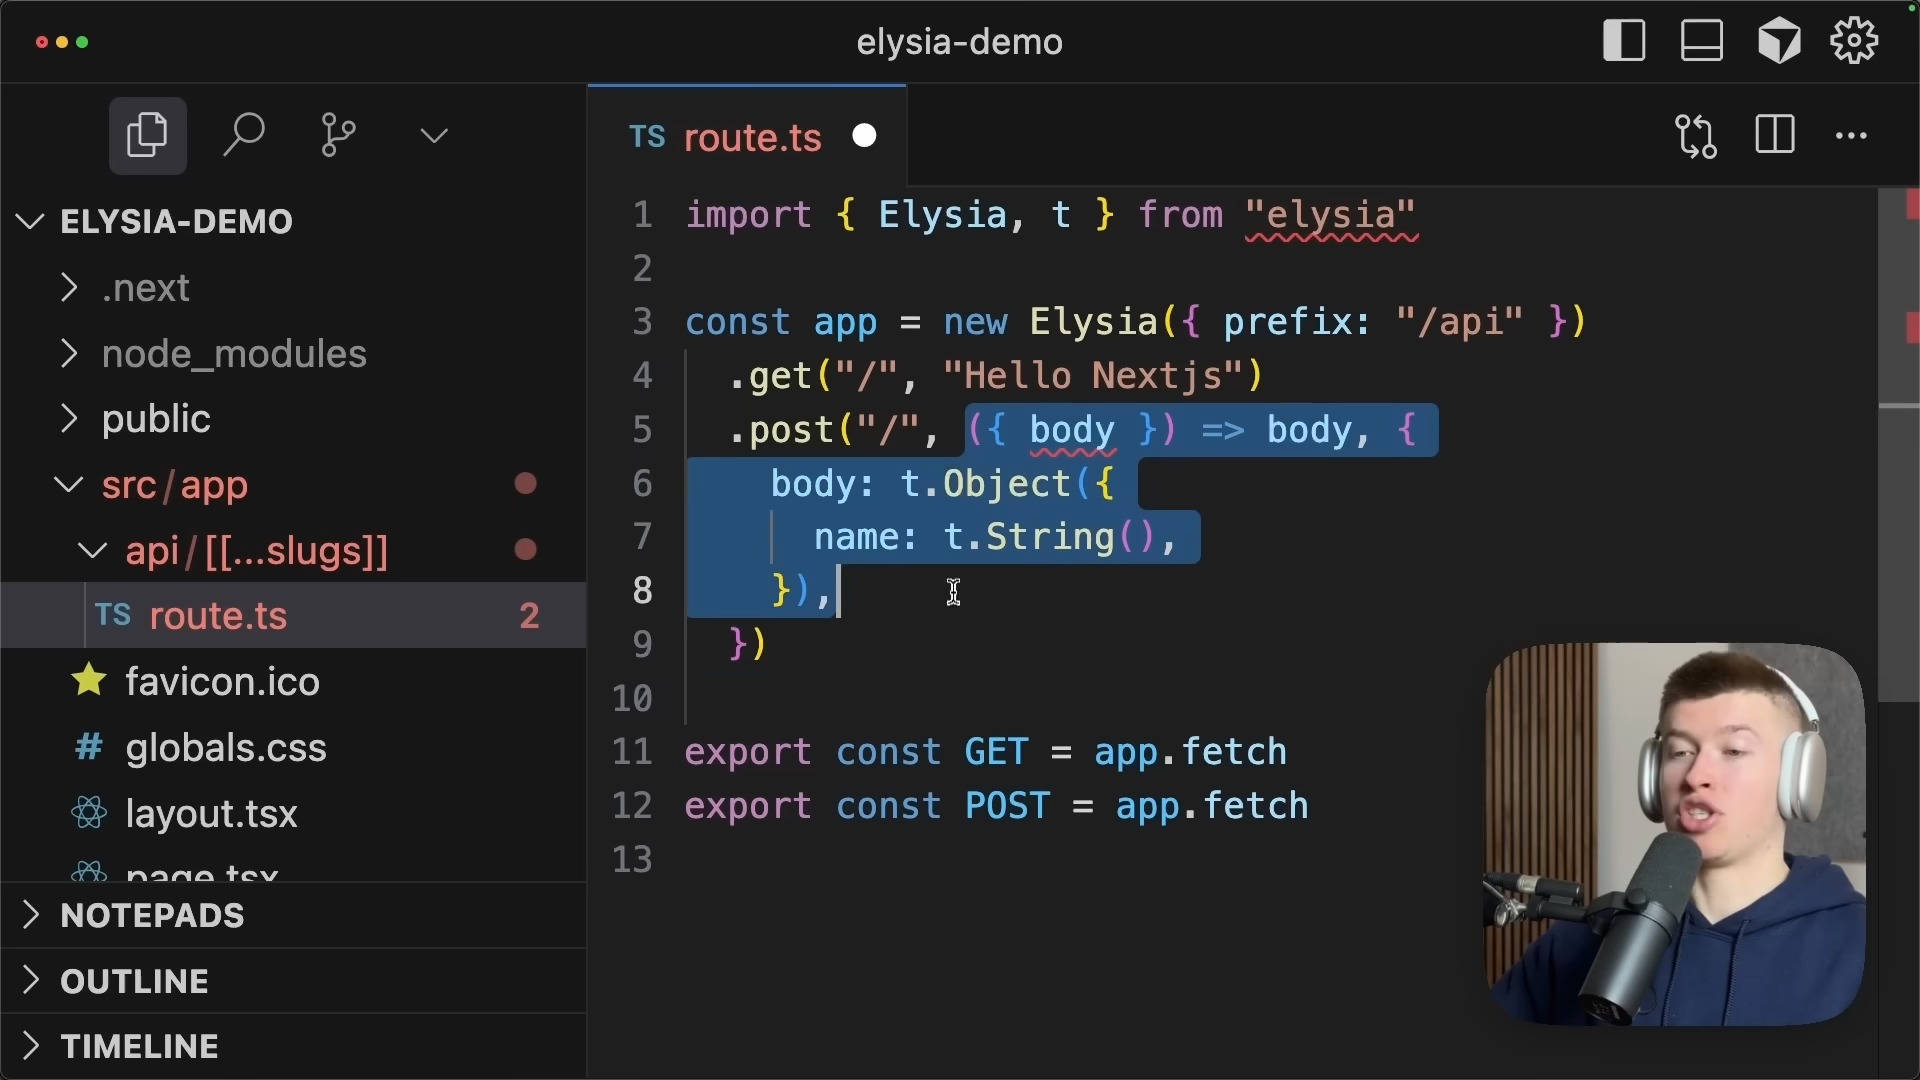 elysia-demo
TS route.ts
ELYSIA-DEMO
.next
node_modules
public
src/app
api/[[...slugs]]
TS route.ts 2
favicon.ico
# globals.css
layout.tsx
page.tsx
NOTEPADS
OUTLINE
TIMELINE
1 import { Elysia, t } from "elysia"
2
3 const app = new Elysia({ prefix: "/api" })
4 .get("/", "Hello Nextjs")
5 .post("/", ({ body }) => body, {
6 body: t.Object({
7 name: t.String(),
8 }),
9 })
10
11 export const GET = app.fetch
12 export const POST = app.fetch
13